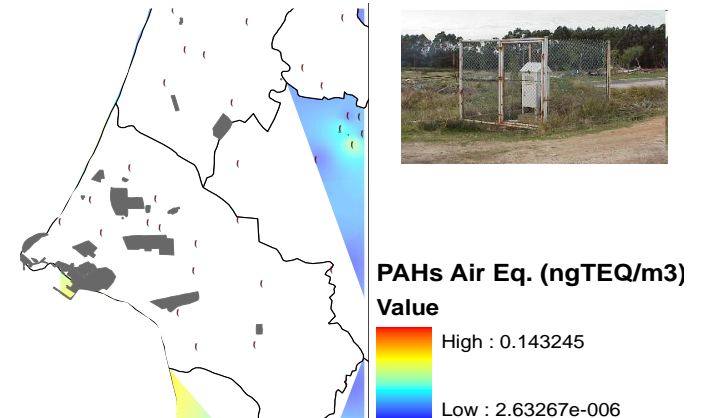 PAHs Air Eq. (ngTEQ/m3)
Value
High : 0.143245
Low : 2.63267e-006